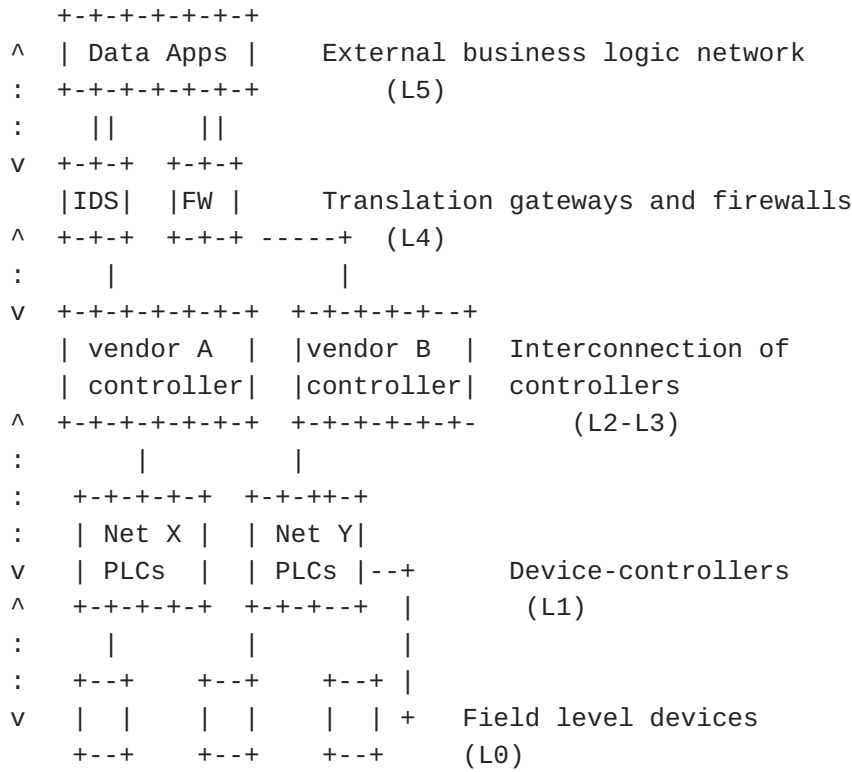 +-+-+-+-+-+-+
^  | Data Apps |    External business logic network
:  +-+-+-+-+-+-+        (L5)
:    ||     ||
v  +-+-+  +-+-+
   |IDS|  |FW |     Translation gateways and firewalls
^  +-+-+  +-+-+ -----+  (L4)
:     |              |
v  +-+-+-+-+-+-+  +-+-+-+-+--+
   | vendor A  |  |vendor B  |  Interconnection of
   | controller|  |controller|  controllers
^  +-+-+-+-+-+-+  +-+-+-+-+-+-      (L2-L3)
:       |         |
:   +-+-+-+-+  +-+-++-+
:   | Net X |  | Net Y|
v   | PLCs  |  | PLCs |--+      Device-controllers
^   +-+-+-+-+  +-+-+--+  |       (L1)
:     |        |         |
:   +--+    +--+    +--+ |
v   |  |    |  |    |  | +   Field level devices
    +--+    +--+    +--+     (L0)